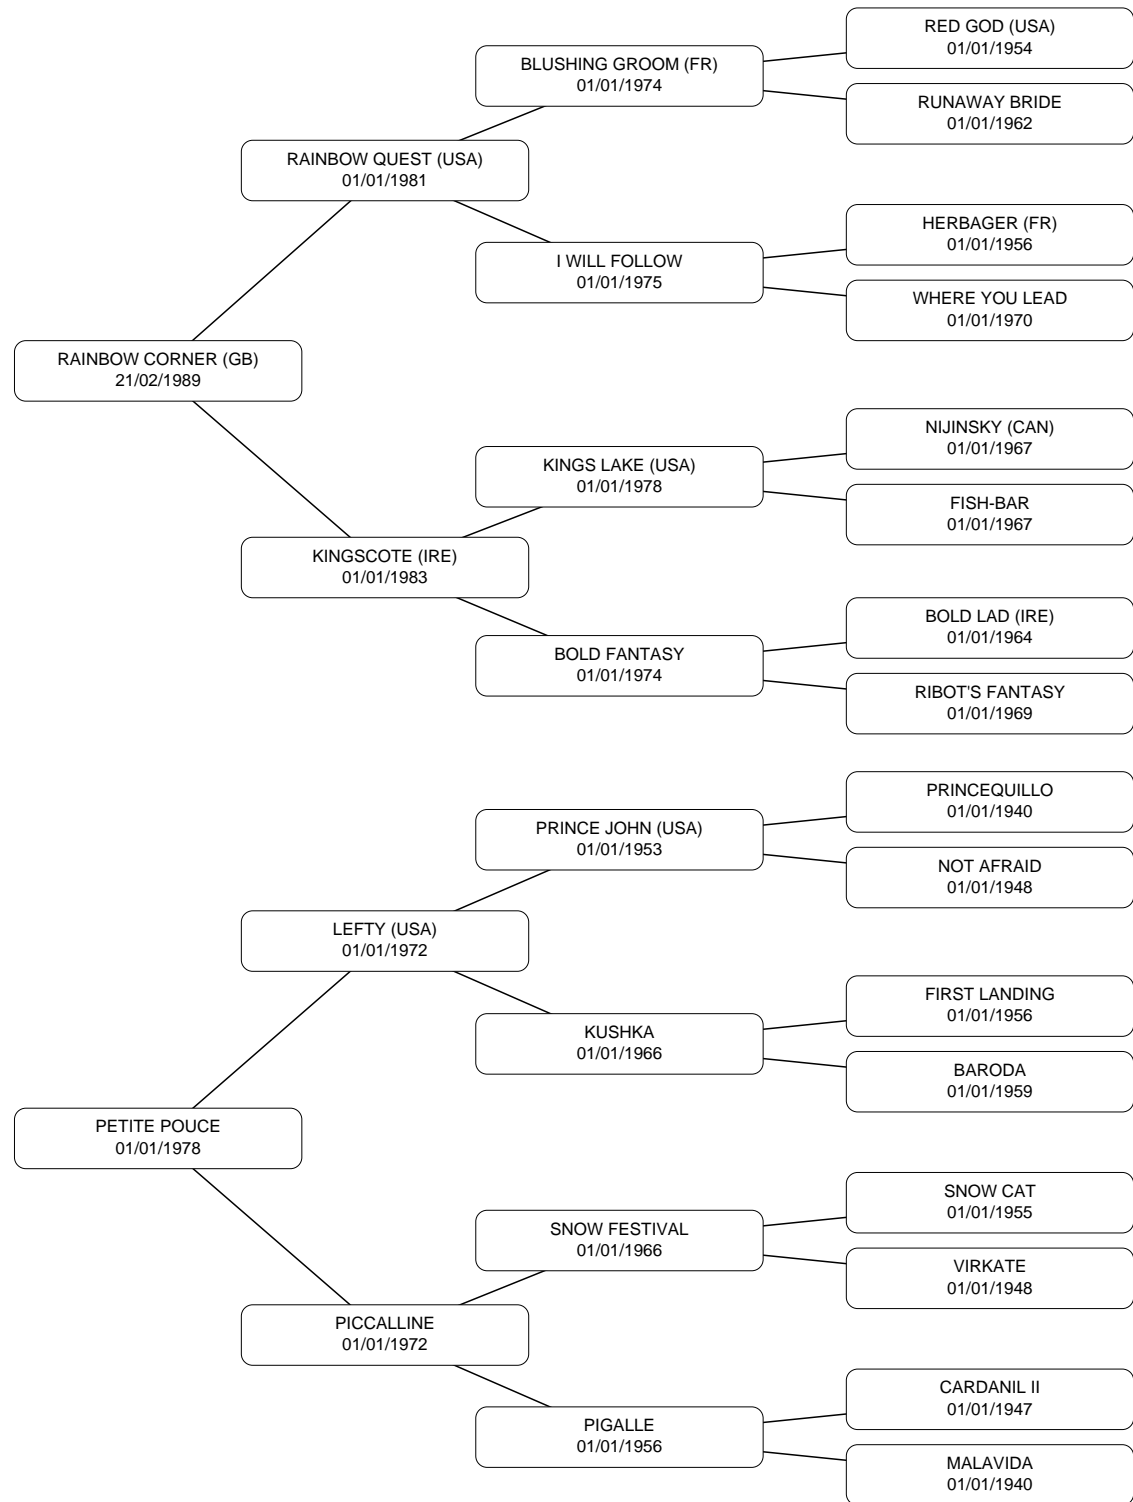 RED GOD (USA)
01/01/1954
BLUSHING GROOM (FR)
01/01/1974
RUNAWAY BRIDE
01/01/1962
RAINBOW QUEST (USA)
01/01/1981
HERBAGER (FR)
01/01/1956
I WILL FOLLOW
01/01/1975
WHERE YOU LEAD
01/01/1970
RAINBOW CORNER (GB)
21/02/1989
NIJINSKY (CAN)
01/01/1967
KINGS LAKE (USA)
01/01/1978
FISH-BAR
01/01/1967
KINGSCOTE (IRE)
01/01/1983
BOLD LAD (IRE)
01/01/1964
BOLD FANTASY
01/01/1974
RIBOT'S FANTASY
01/01/1969
PRINCEQUILLO
01/01/1940
PRINCE JOHN (USA)
01/01/1953
NOT AFRAID
01/01/1948
LEFTY (USA)
01/01/1972
FIRST LANDING
01/01/1956
KUSHKA
01/01/1966
BARODA
01/01/1959
PETITE POUCE
01/01/1978
SNOW CAT
01/01/1955
SNOW FESTIVAL
01/01/1966
VIRKATE
01/01/1948
PICCALLINE
01/01/1972
CARDANIL II
01/01/1947
PIGALLE
01/01/1956
MALAVIDA
01/01/1940